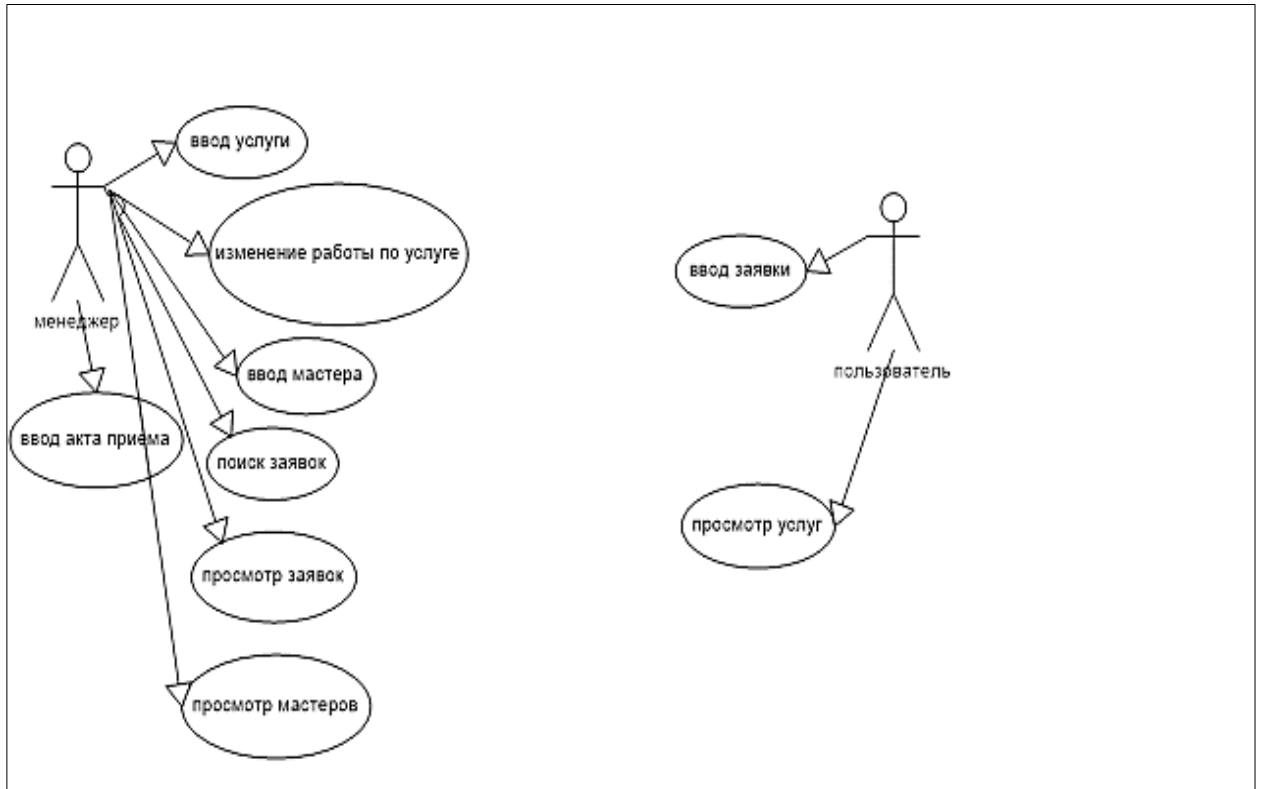 ввод услуги
изменение работы по услуге
менеджер
ввод мастера
ввод акта приема
поиск заявок
просмотр заявок
просмотр мастеров
ввод заявки
пользователь
просмотр услуг